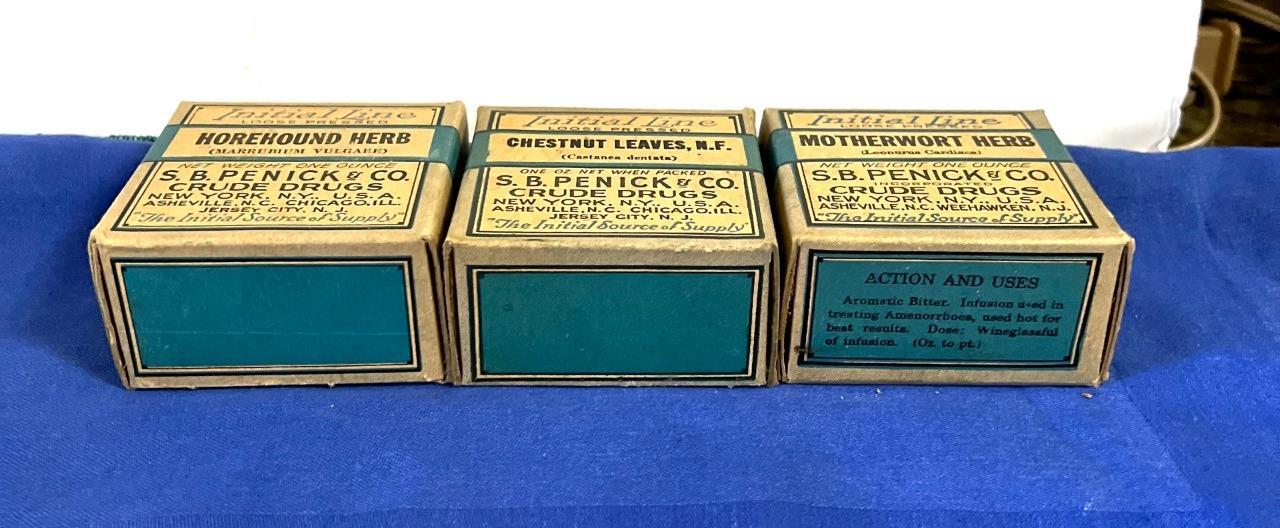 Initial Line
LOOSE PRESSED
HOREHOUND HERB
(MARRUBIUM VULGARE)
NET WEIGHT ONE OUNCE
S.B. PENICK & CO.
CRUDE DRUGS
NEW YORK, N.Y., U.S.A.
ASHEVILLE, N.C. CHICAGO, ILL.
JERSEY CITY, N. J.
"The Initial Source of Supply"
Initial Line
LOOSE PRESSED
CHESTNUT LEAVES, N.F.
(Castanea dentata)
ONE OZ NET WHEN PACKED
S.B. PENICK & CO.
CRUDE DRUGS
NEW YORK, N.Y., U.S.A.
ASHEVILLE, N.C. CHICAGO, ILL.
JERSEY CITY, N. J.
"The Initial Source of Supply"
Initial Line
LOOSE PRESSED
MOTHERWORT HERB
(Leonurus Cardiaca)
NET WEIGHT ONE OUNCE
S.B. PENICK & CO.
INCORPORATED
CRUDE DRUGS
NEW YORK, N.Y., U.S.A.
ASHEVILLE, N.C. WEEHAWKEN, N.J.
"The Initial Source of Supply"
ACTION AND USES
Aromatic Bitter. Infusion used in
treating Amenorrhoea, used hot for
best results. Dose: Wineglassful
of infusion. (Oz. to pt.)